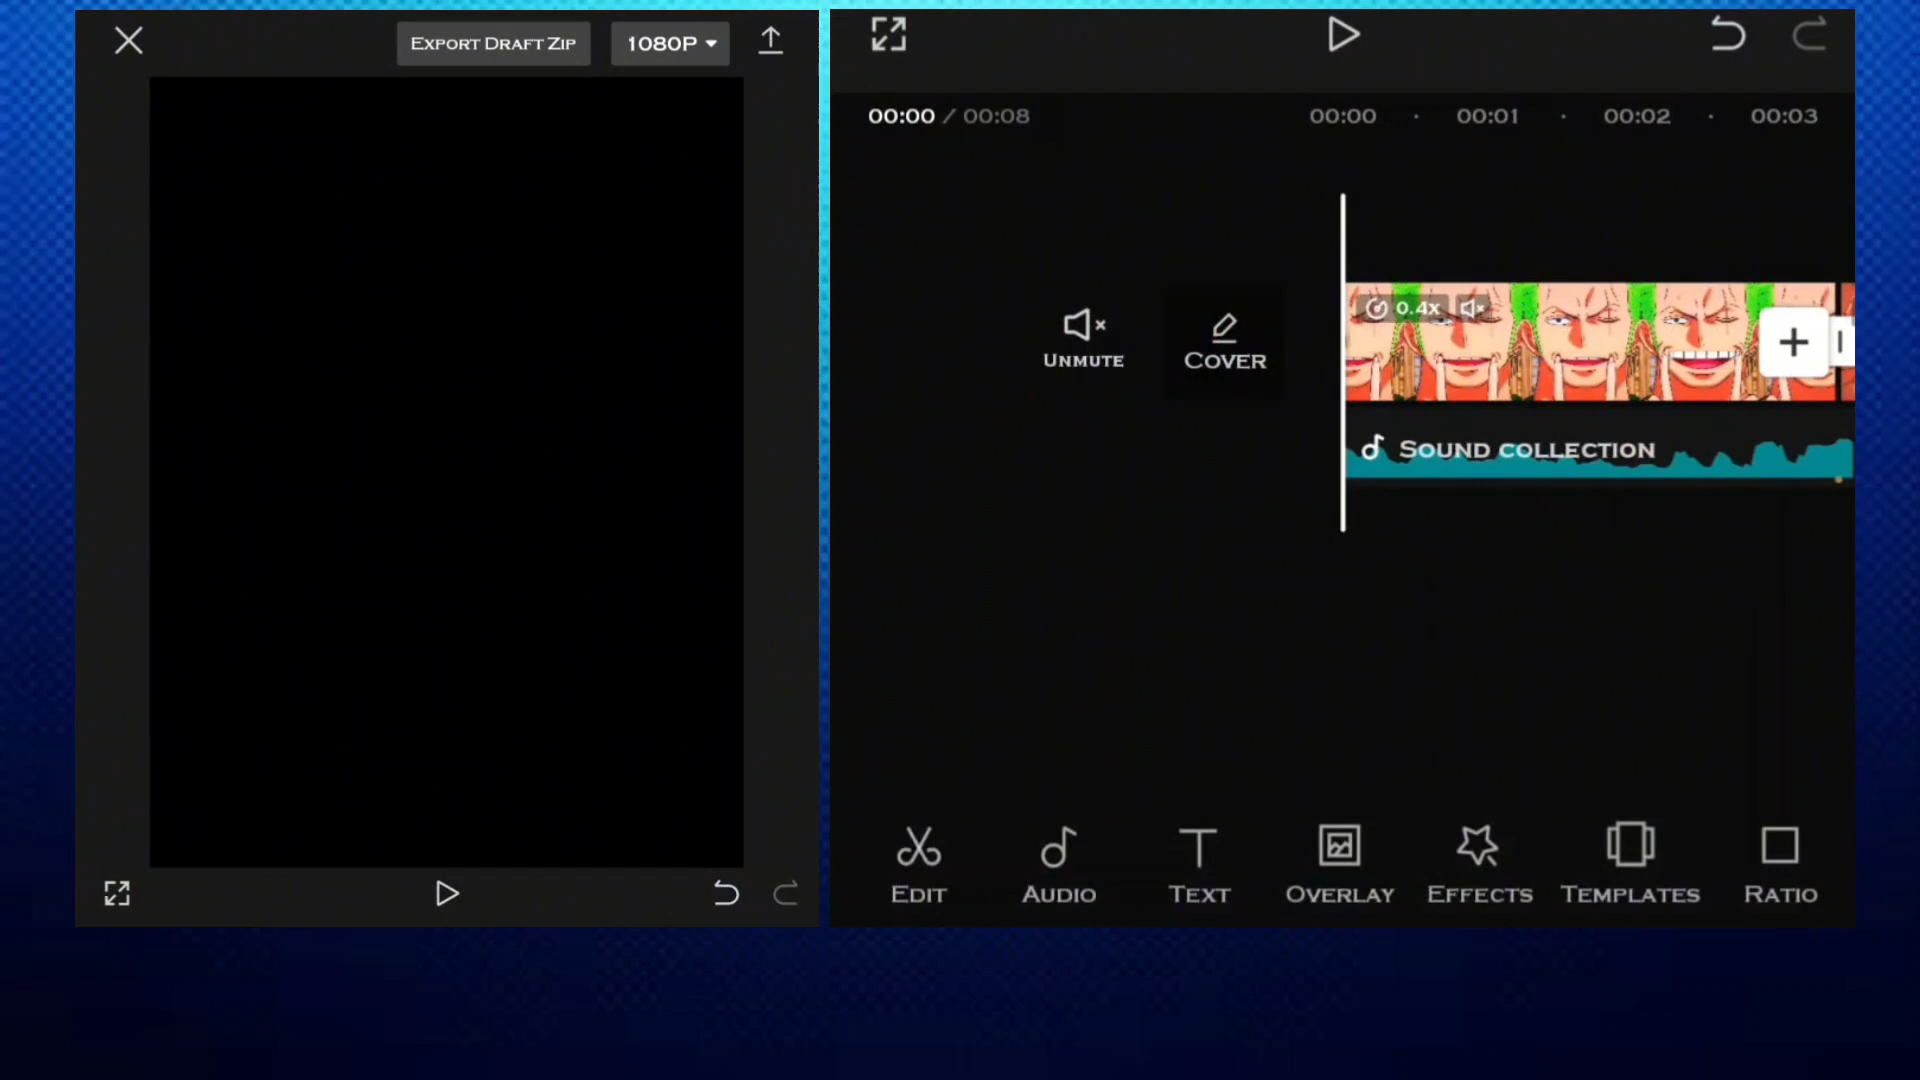 Export Draft Zip
1080P
00:00 / 00:08
00:00 · 00:01 · 00:02 · 00:03
0.4x
Unmute
Cover
Sound collection
Edit
Audio
Text
Overlay
Effects
Templates
Ratio